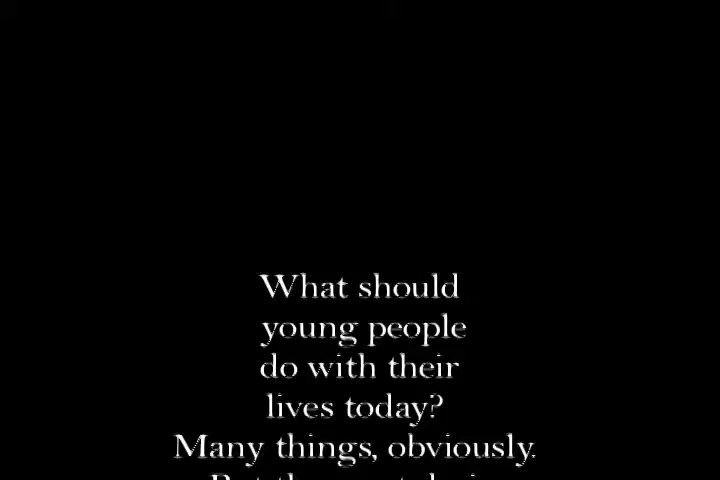 What should
young people
do with their
lives today?
Many things, obviously.